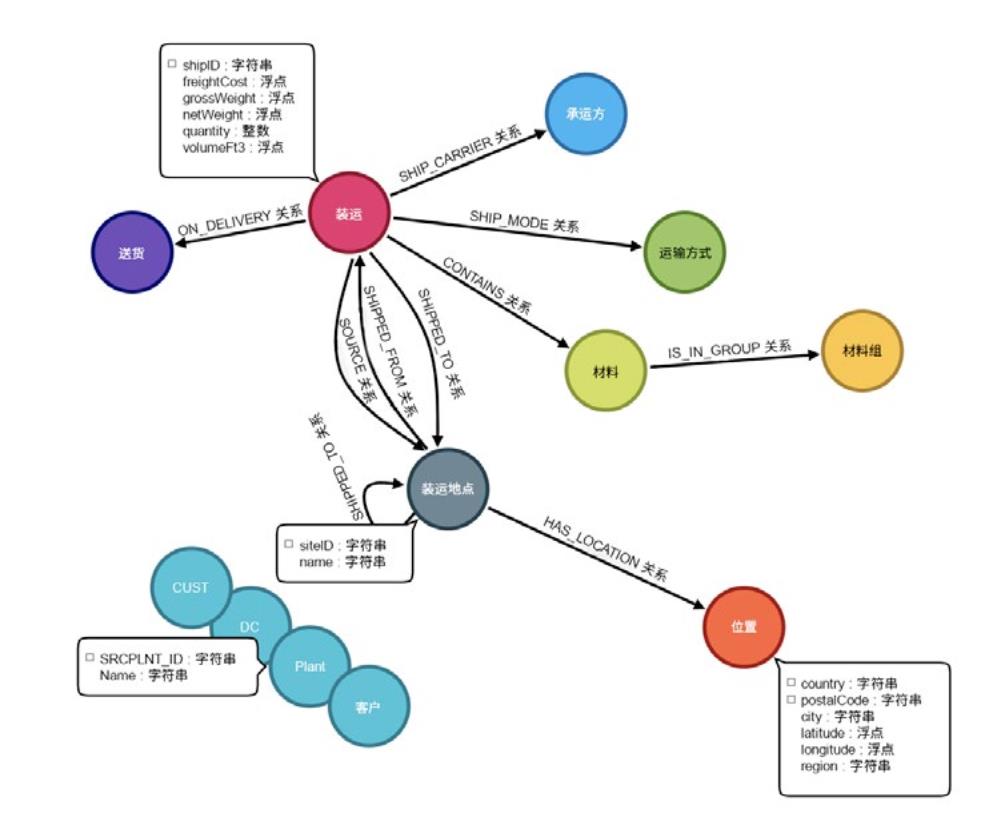 shipID : 字符串
freightCost : 浮点
grossWeight : 浮点
netWeight : 浮点
quantity : 整数
volumeFt3 : 浮点
承运方
SHIP_CARRIER 关系
装运
ON_DELIVERY 关系
送货
SHIP_MODE 关系
运输方式
CONTAINS 关系
材料
IS_IN_GROUP 关系
材料组
SOURCE 关系
SHIPPED_FROM 关系
SHIPPED_TO 关系
SHIPPED_TO 关系
装运地点
siteID : 字符串
name : 字符串
HAS_LOCATION 关系
位置
CUST
DC
Plant
客户
SRCPLNT_ID : 字符串
Name : 字符串
country : 字符串
postalCode : 字符串
city : 字符串
latitude : 浮点
longitude : 浮点
region : 字符串